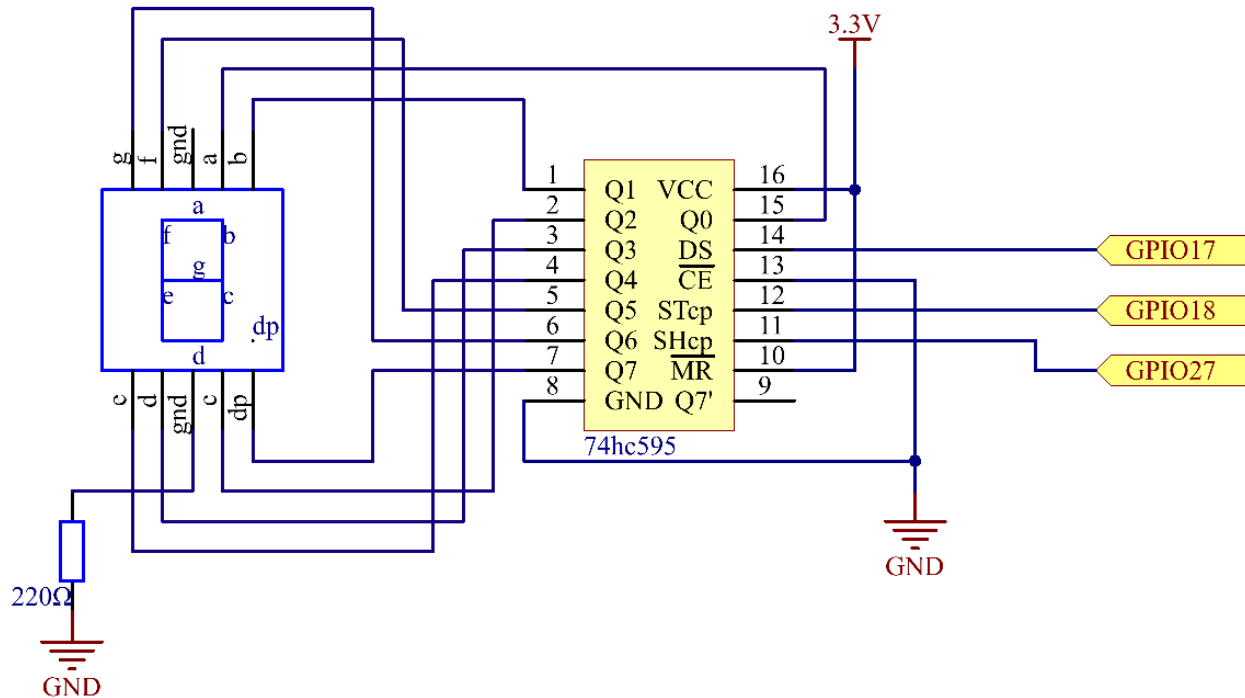 3.3V
g
f
gnd
a
b
a
f
b
g
e
c
dp
d
c
d
gnd
c
dp
220Ω
GND
1
2
3
4
5
6
7
8
Q1
Q2
Q3
Q4
Q5
Q6
Q7
GND
VCC
Q0
DS
CE
STcp
SHcp
MR
Q7'
16
15
14
13
12
11
10
9
74hc595
GPIO17
GPIO18
GPIO27
GND